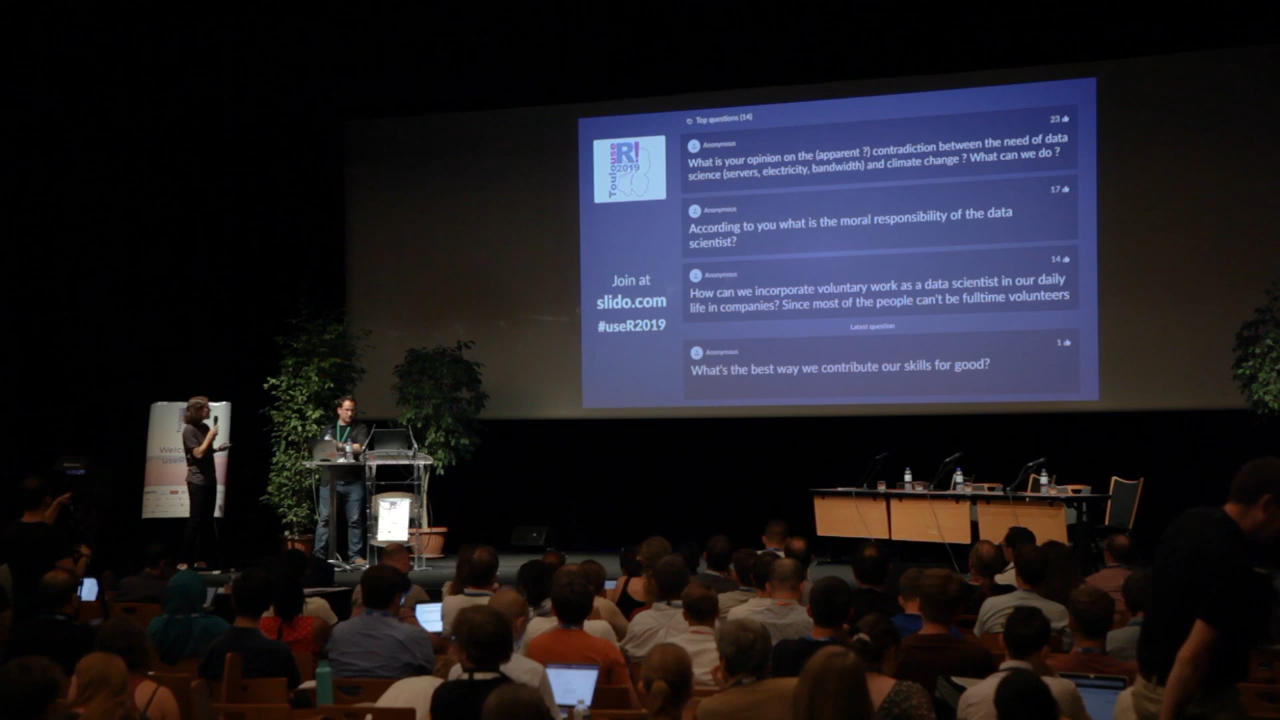 Top questions (14)
23
Anonymous
What is your opinion on the (apparent ?) contradiction between the need of data
science (servers, electricity, bandwidth) and climate change ? What can we do ?
17
Anonymous
According to you what is the moral responsibility of the data
scientist?
14
Anonymous
How can we incorporate voluntary work as a data scientist in our daily
life in companies? Since most of the people can't be fulltime volunteers
Latest question
1
Anonymous
What's the best way we contribute our skills for good?
Toulouse
R!
2019
Join at
slido.com
#useR2019